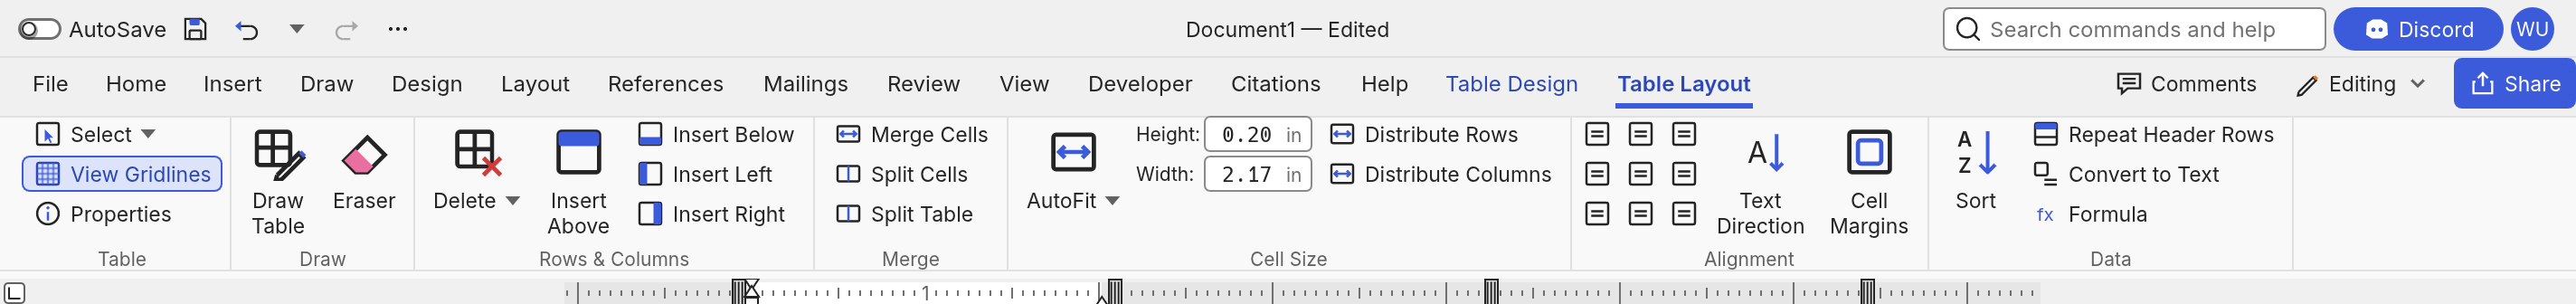 AutoSave
Document1 — Edited
Search commands and help
Discord
WU
File Home Insert Draw Design Layout References Mailings Review View Developer Citations Help Table Design Table Layout
Comments
Editing
Share
Select
View Gridlines
Properties
Table
Draw
Table
Eraser
Draw
Delete
Insert
Above
Insert Below
Insert Left
Insert Right
Rows & Columns
Merge Cells
Split Cells
Split Table
Merge
AutoFit
Height: 0.20 in
Width: 2.17 in
Distribute Rows
Distribute Columns
Cell Size
A
Text
Direction
Cell
Margins
Alignment
A
Z
Sort
Repeat Header Rows
Convert to Text
fx Formula
Data
1